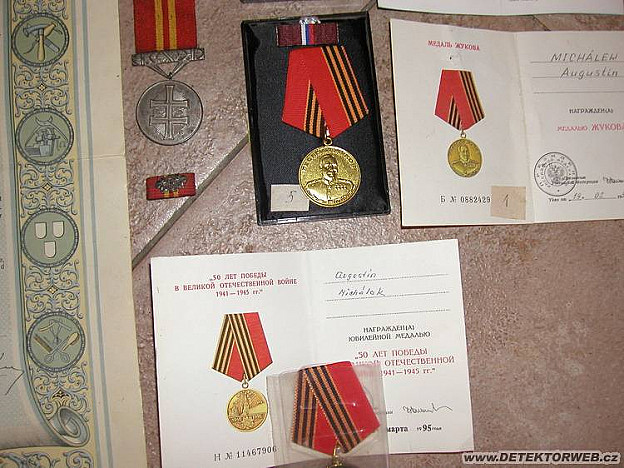 МЕДАЛЬ ЖУКОВА
MICHÁLEK
Augustin
НАГРАЖДЕН(А)
МЕДАЛЬЮ ЖУКОВА
Б № 0882429
1
5
"50 ЛЕТ ПОБЕДЫ
В ВЕЛИКОЙ ОТЕЧЕСТВЕННОЙ ВОЙНЕ
1941—1945 гг."
Н № 11467906
Augustin
Michálek
НАГРАЖДЕН(А)
ЮБИЛЕЙНОЙ МЕДАЛЬЮ
"50 ЛЕТ ПОБЕДЫ
ВЕЛИКОЙ ОТЕЧЕСТВЕННОЙ
1941—1945 гг."
марта 1995 года
www.DETEKTORWEB.cz